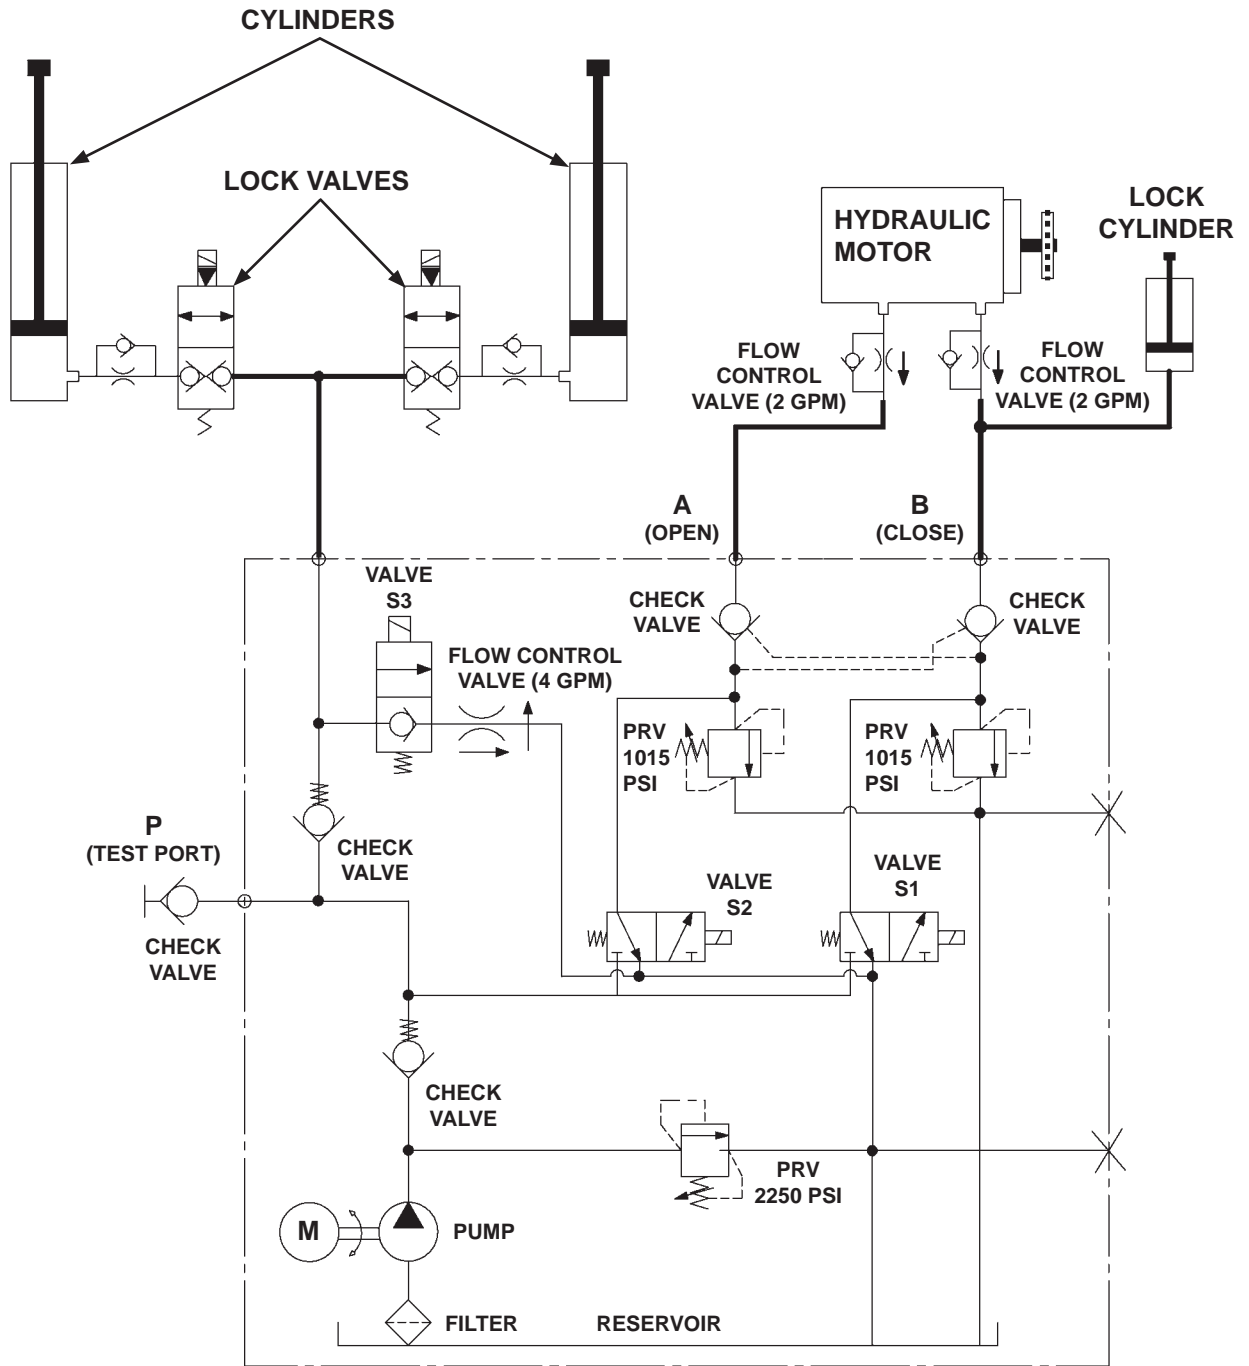 CYLINDERS
LOCK VALVES
HYDRAULIC
MOTOR
LOCK
CYLINDER
FLOW
CONTROL
VALVE (2 GPM)
FLOW
CONTROL
VALVE (2 GPM)
A
(OPEN)
B
(CLOSE)
VALVE
S3
FLOW CONTROL
VALVE (4 GPM)
CHECK
VALVE
CHECK
VALVE
PRV
1015
PSI
PRV
1015
PSI
P
(TEST PORT)
CHECK
VALVE
CHECK
VALVE
VALVE
S2
VALVE
S1
CHECK
VALVE
PRV
2250 PSI
M
PUMP
FILTER
RESERVOIR